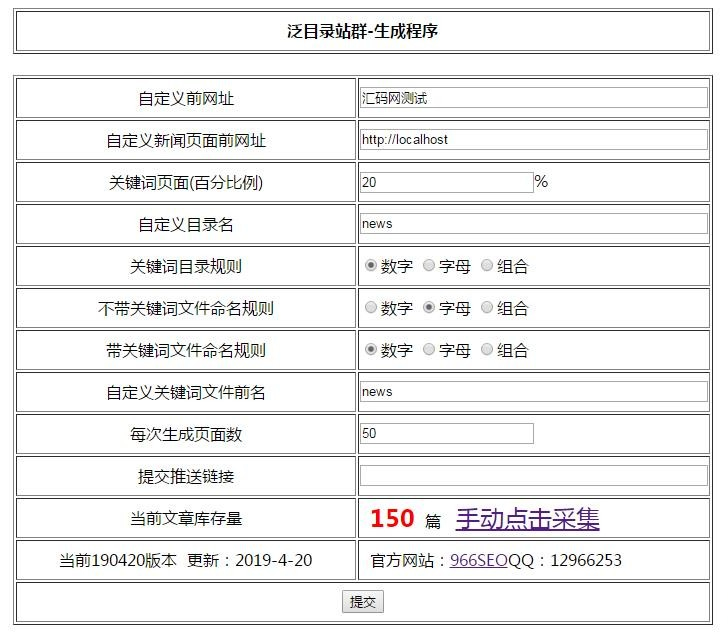 泛目录站群-生成程序
自定义前网址 汇码网测试
自定义新闻页面前网址 http://localhost
关键词页面(百分比例) 20 %
自定义目录名 news
关键词目录规则 数字 字母 组合
不带关键词文件命名规则 数字 字母 组合
带关键词文件命名规则 数字 字母 组合
自定义关键词文件前名 news
每次生成页面数 50
提交推送链接
当前文章库存量 150 篇 手动点击采集
当前190420版本 更新：2019-4-20 官方网站：966SEOQQ：12966253
提交